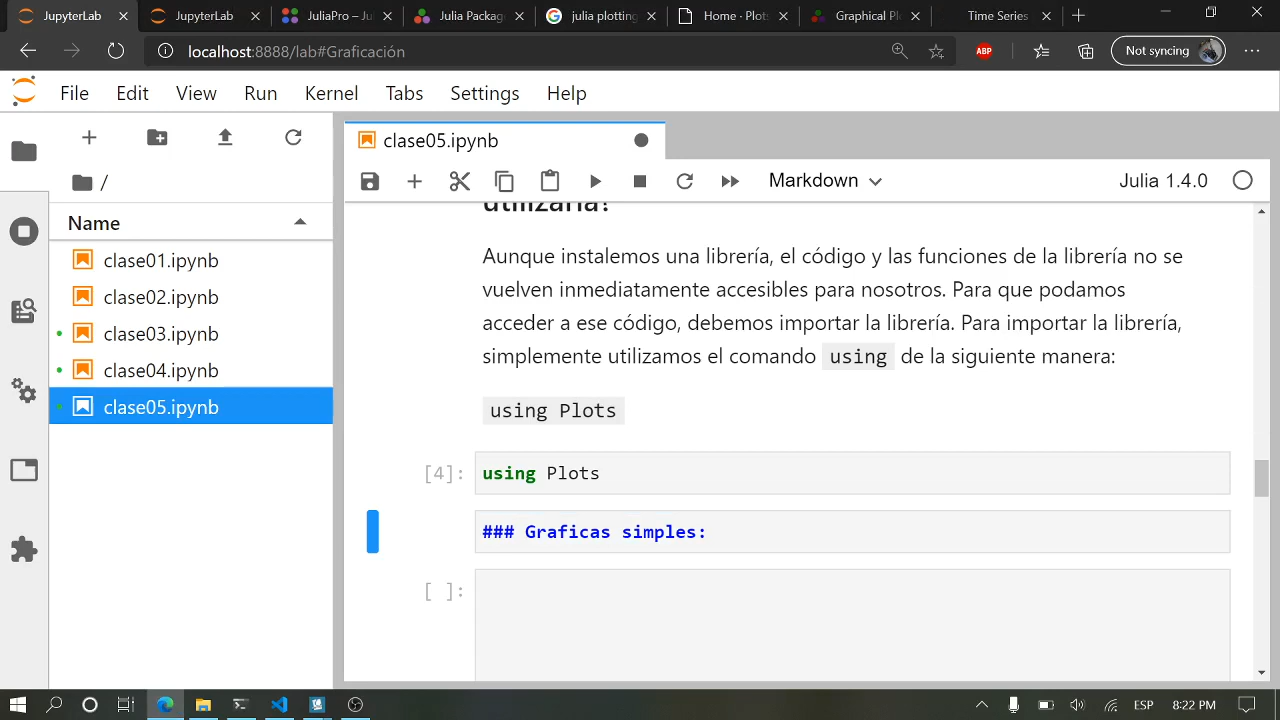 JupyterLab
JupyterLab
JuliaPro – Ju
Julia Packag
julia plotting
Home · Plots
Graphical Pl
Time Series
localhost:8888/lab#Graficación
ABP
Not syncing
File Edit View Run Kernel Tabs Settings Help
/
Name
clase01.ipynb
clase02.ipynb
clase03.ipynb
clase04.ipynb
clase05.ipynb
clase05.ipynb
Markdown
Julia 1.4.0
utilizarla?
Aunque instalemos una librería, el código y las funciones de la librería no se
vuelven inmediatamente accesibles para nosotros. Para que podamos
acceder a ese código, debemos importar la librería. Para importar la librería,
simplemente utilizamos el comando using de la siguiente manera:
using Plots
[4]: using Plots
### Graficas simples:
[ ]:
ESP
8:22 PM